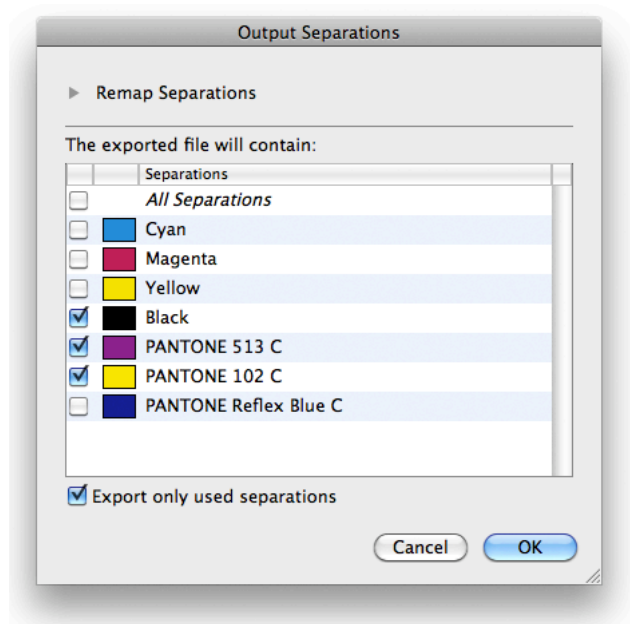 Output Separations
Remap Separations
The exported file will contain:
Separations
All Separations
Cyan
Magenta
Yellow
Black
PANTONE 513 C
PANTONE 102 C
PANTONE Reflex Blue C
Export only used separations
Cancel OK